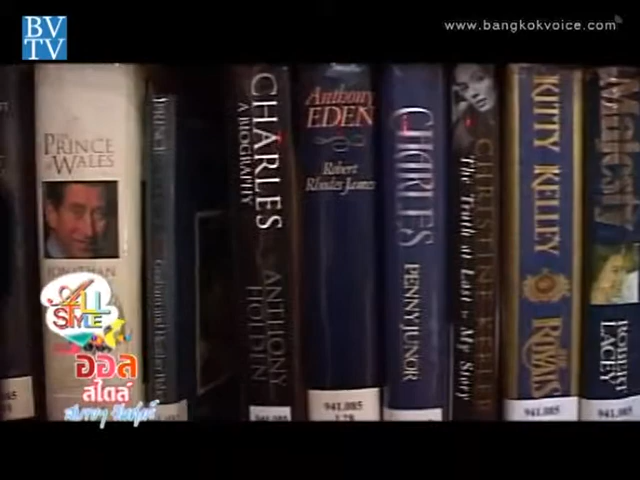 BV
TV
www.bangkokvoice.com
THE
PRINCE
OF WALES
JONATHAN
CHARLES
A BIOGRAPHY
ANTHONY
HOLDEN
Anthony
EDEN
Robert
Rhodes James
941.085
CHARLES
PENNY JUNOR
CHRISTINE KEELER
The Truth at Last - My Story
KITTY KELLEY
THE
ROYALS
941.085
Majesty
ROBERT
LACEY
941.085
ALL
STYLE
ออล
สไตล์